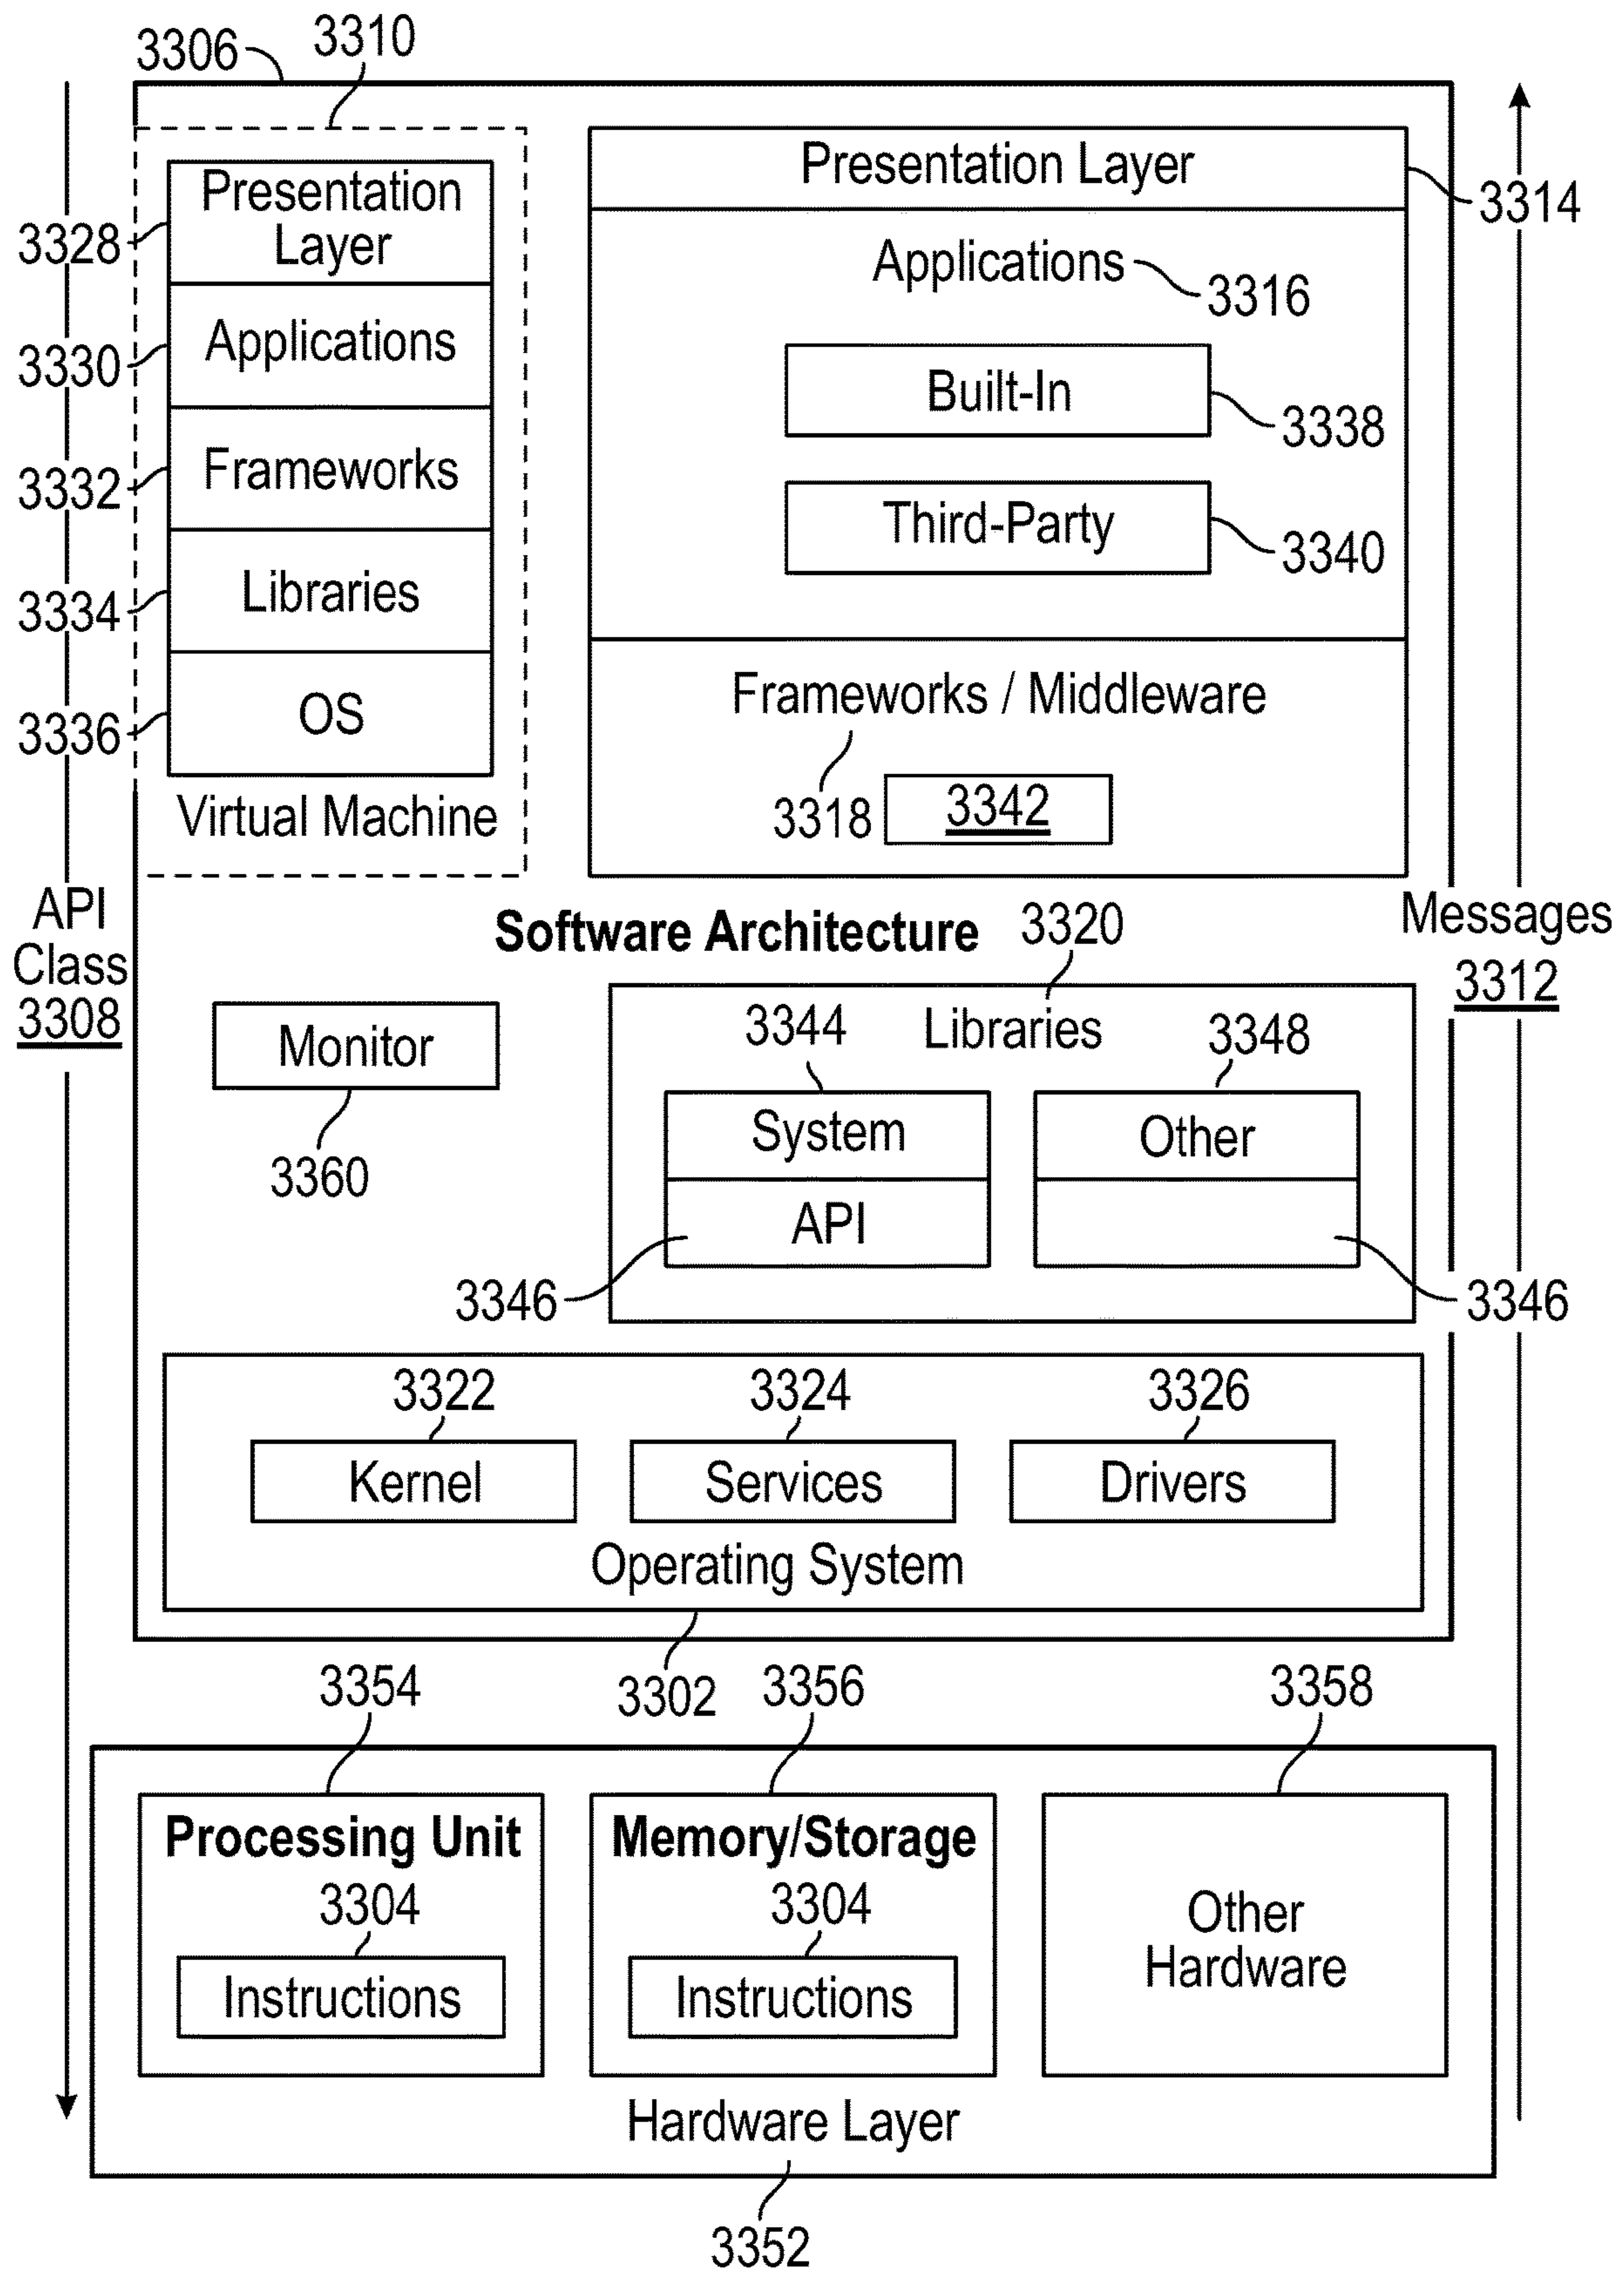 3306
3310
Presentation Layer
3314
Presentation
Layer
3328
Applications
3316
Applications
3330
Built-In
3338
Frameworks
3332
Third-Party
3340
Libraries
3334
OS
3336
Frameworks / Middleware
3318
3342
Virtual Machine
API
Class
3308
Messages
3312
Software Architecture
3320
Libraries
Monitor
3360
3344
3348
System
Other
API
3346
3346
3322
3324
3326
Kernel
Services
Drivers
Operating System
3302
3354
3356
3358
Processing Unit
3304
Instructions
Memory/Storage
3304
Instructions
Other
Hardware
Hardware Layer
3352